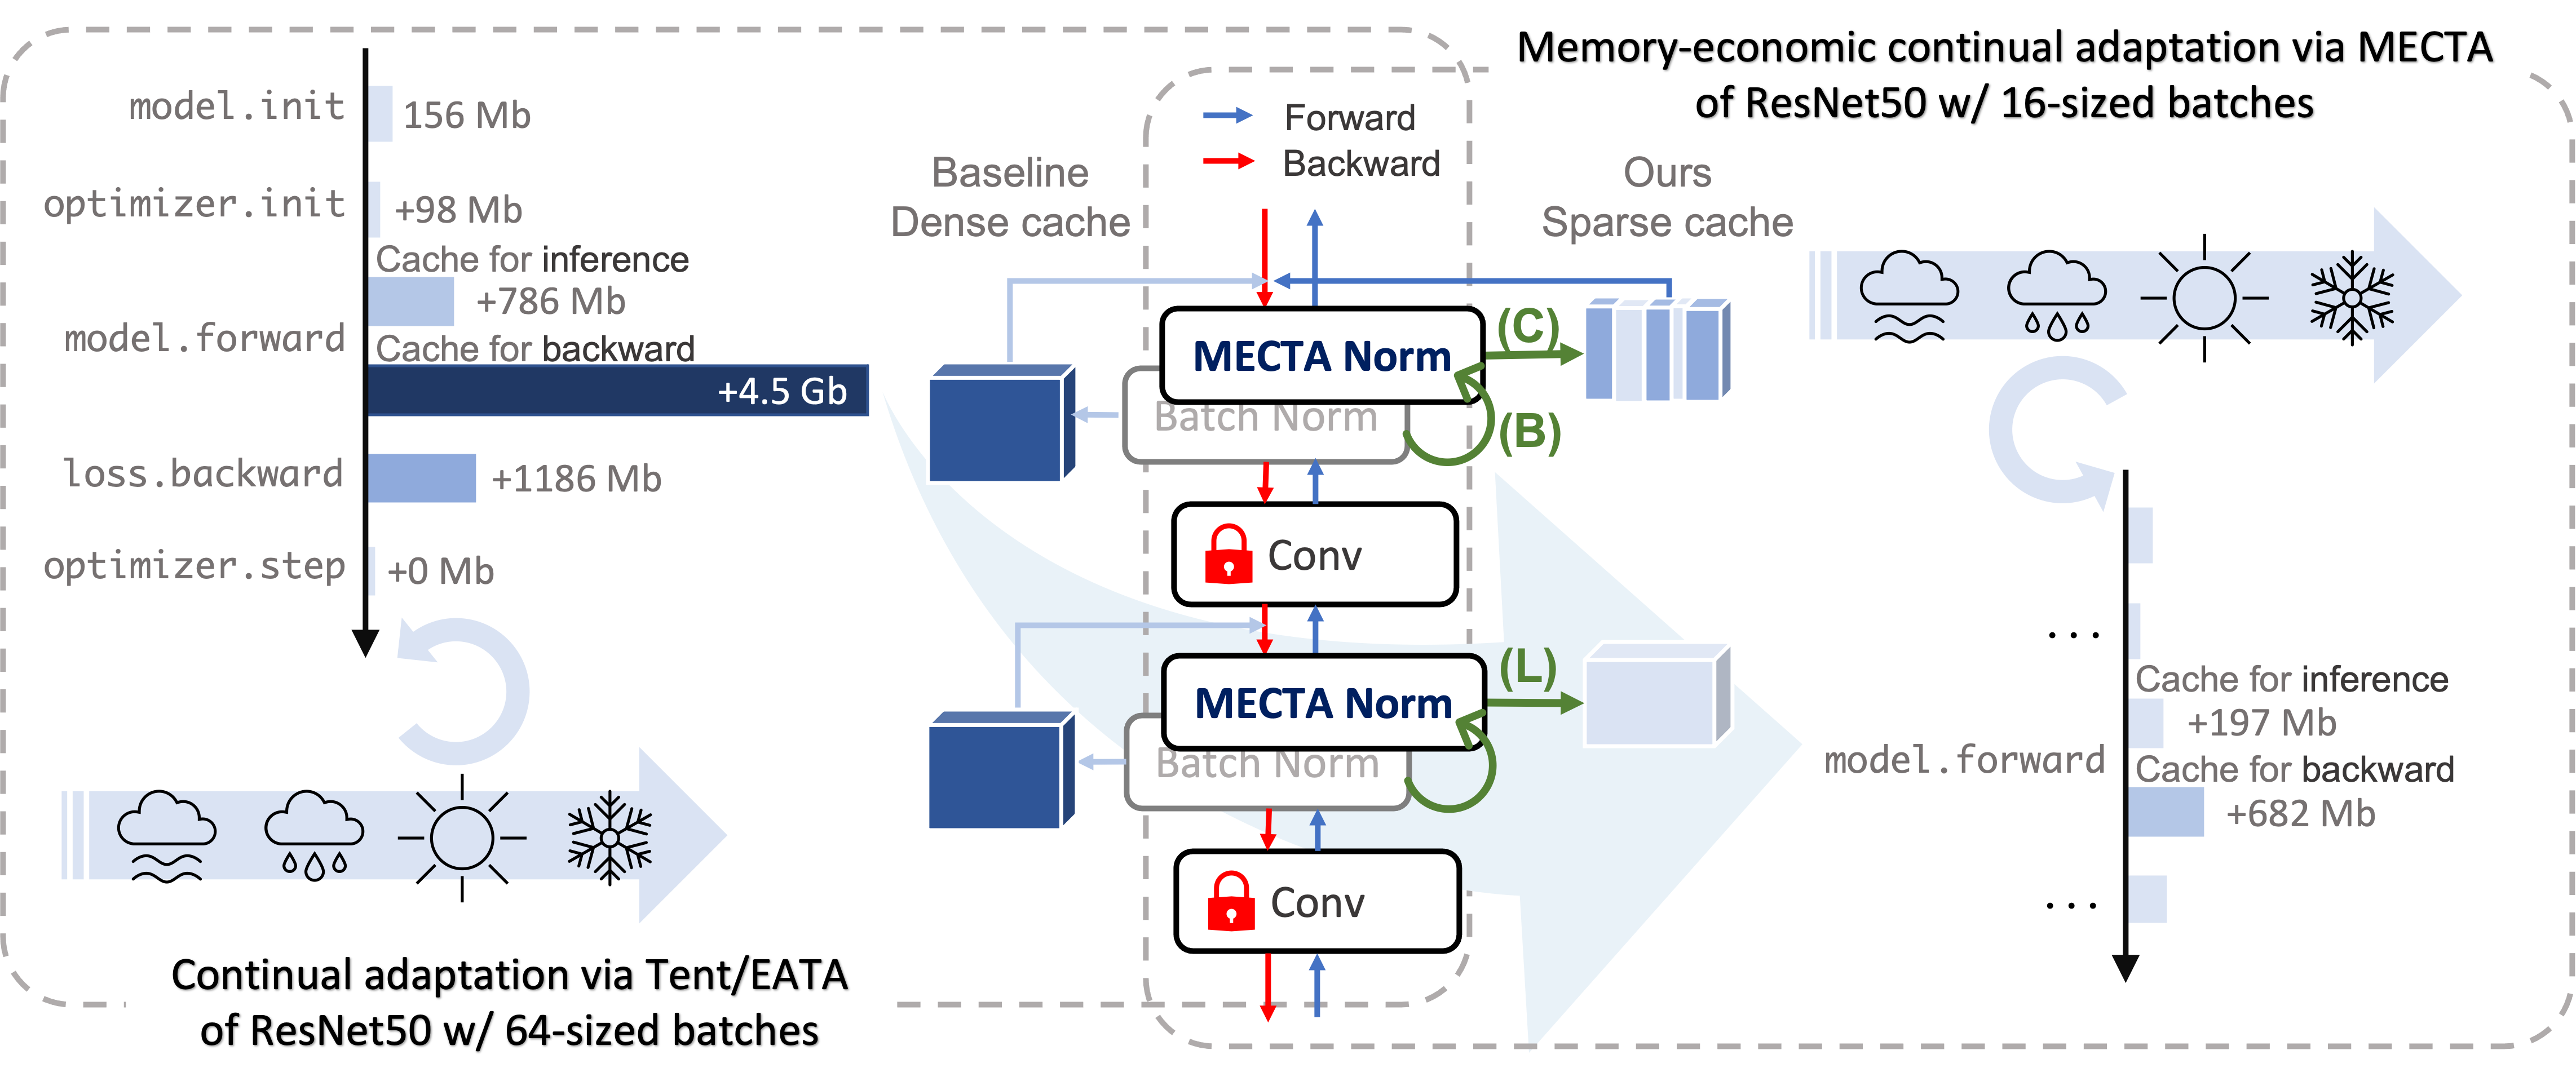 model.init
156 Mb
optimizer.init
+98 Mb
Cache for inference
+786 Mb
model.forward
Cache for backward
+4.5 Gb
loss.backward
+1186 Mb
optimizer.step
+0 Mb
Continual adaptation via Tent/EATA
of ResNet50 w/ 64-sized batches
Baseline
Dense cache
Forward
Backward
Ours
Sparse cache
MECTA Norm
(C)
Batch Norm
(B)
Conv
MECTA Norm
(L)
Batch Norm
Conv
Memory-economic continual adaptation via MECTA
of ResNet50 w/ 16-sized batches
...
Cache for inference
+197 Mb
model.forward
Cache for backward
+682 Mb
...